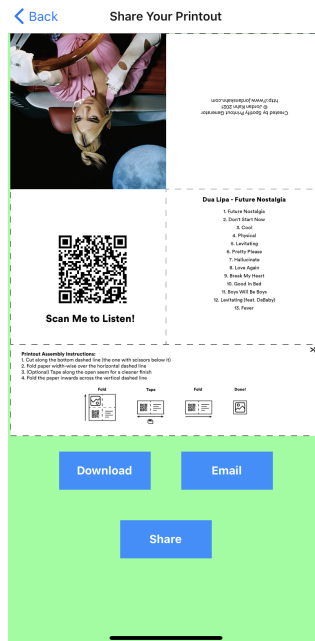 Back
Share Your Printout
Created by Spotify Printout Generator
© Jordan Kahn 2021
http://www.jordanskahn.com
Dua Lipa - Future Nostalgia
1. Future Nostalgia
2. Don't Start Now
3. Cool
4. Physical
5. Levitating
6. Pretty Please
7. Hallucinate
8. Love Again
9. Break My Heart
10. Good In Bed
11. Boys Will Be Boys
12. Levitating (feat. DaBaby)
13. Fever
Scan Me to Listen!
Printout Assembly Instructions:
1. Cut along the bottom dashed line (the one with scissors below it)
2. Fold paper width-wise over the horizontal dashed line
3. (Optional) Tape along the open seam for a cleaner finish
4. Fold the paper inwards across the vertical dashed line
Fold
Tape
Fold
Done!
Download
Email
Share